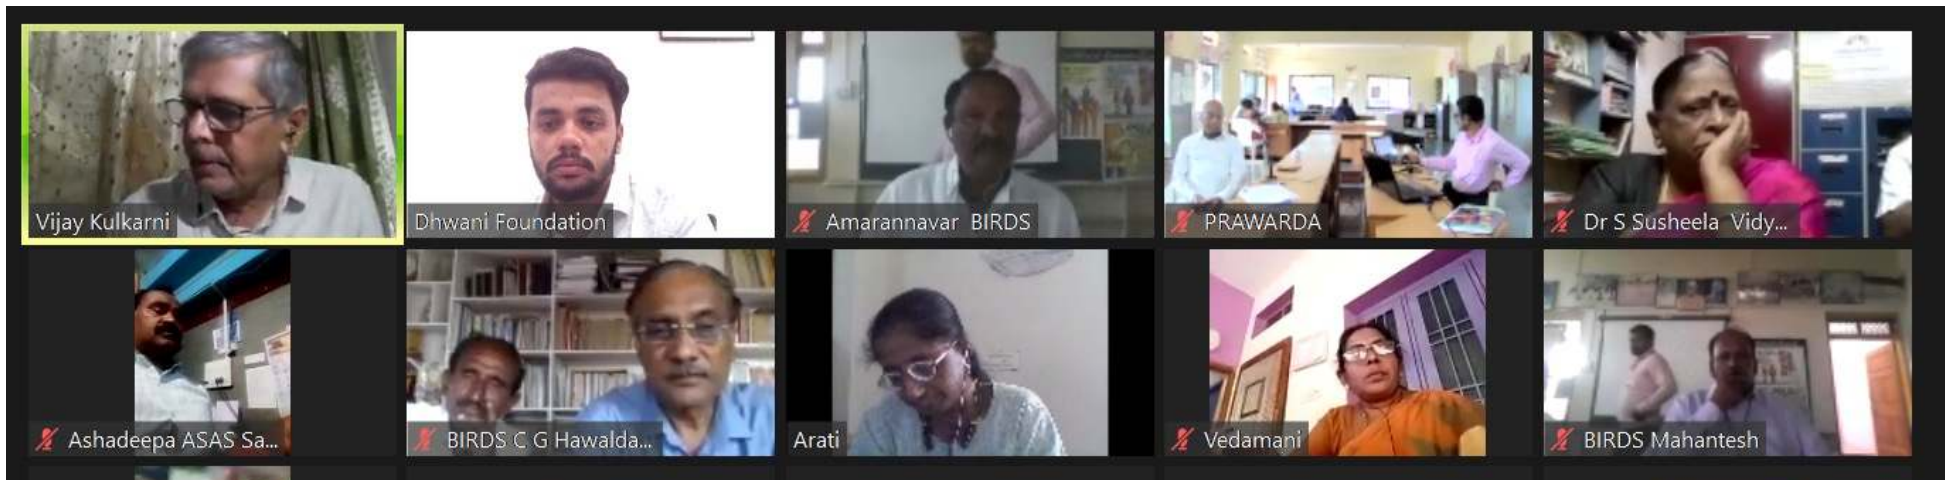 Vijay Kulkarni
Dhwani Foundation
Amarannavar BIRDS
PRAWARDA
Dr S Susheela Vidy...
Ashadeepa ASAS Sa...
BIRDS C G Hawalda...
Arati
Vedamani
BIRDS Mahantesh